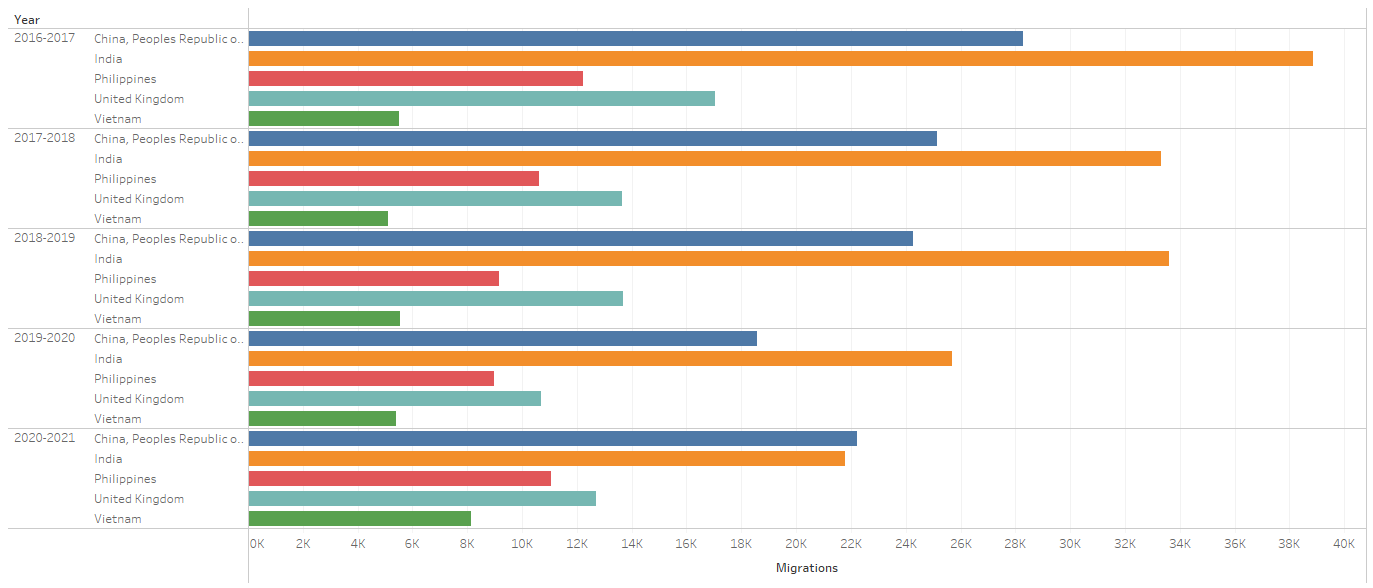 Year
2016-2017 China, Peoples Republic o..
India
Philippines
United Kingdom
Vietnam
2017-2018 China, Peoples Republic o..
India
Philippines
United Kingdom
Vietnam
2018-2019 China, Peoples Republic o..
India
Philippines
United Kingdom
Vietnam
2019-2020 China, Peoples Republic o..
India
Philippines
United Kingdom
Vietnam
2020-2021 China, Peoples Republic o..
India
Philippines
United Kingdom
Vietnam
0K 2K 4K 6K 8K 10K 12K 14K 16K 18K 20K 22K 24K 26K 28K 30K 32K 34K 36K 38K 40K
Migrations